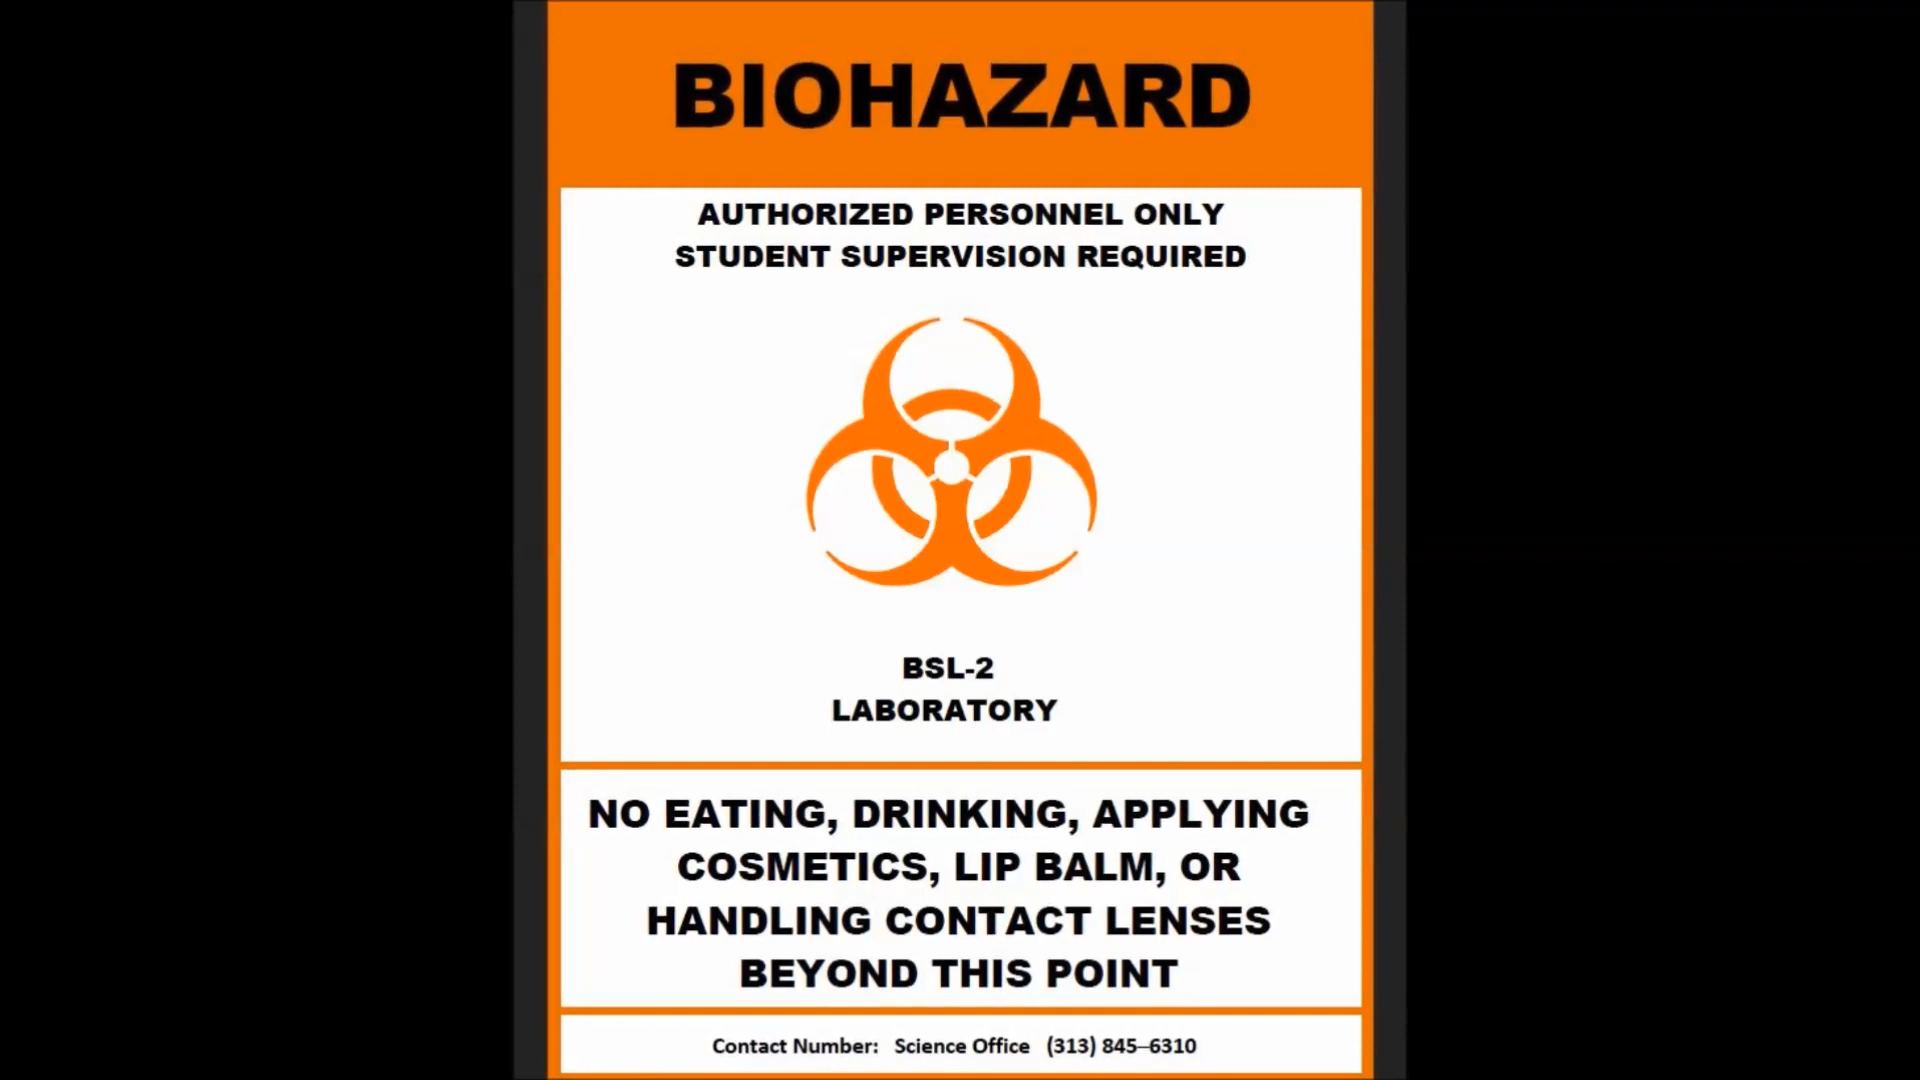 BIOHAZARD
AUTHORIZED PERSONNEL ONLY
STUDENT SUPERVISION REQUIRED
BSL-2
LABORATORY
NO EATING, DRINKING, APPLYING
COSMETICS, LIP BALM, OR
HANDLING CONTACT LENSES
BEYOND THIS POINT
Contact Number: Science Office (313) 845–6310